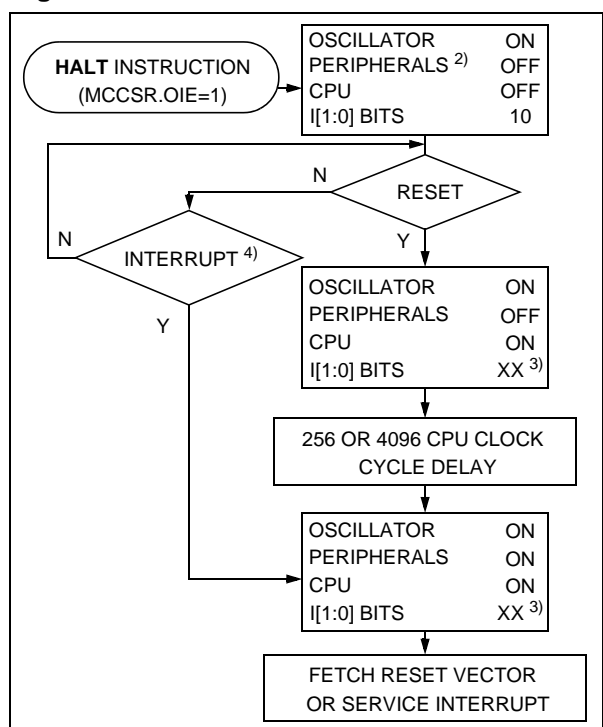 HALT INSTRUCTION
(MCCSR.OIE=1)
OSCILLATOR ON
PERIPHERALS 2) OFF
CPU OFF
I[1:0] BITS 10
RESET
N
Y
INTERRUPT 4)
N
Y
OSCILLATOR ON
PERIPHERALS OFF
CPU ON
I[1:0] BITS XX 3)
256 OR 4096 CPU CLOCK
CYCLE DELAY
OSCILLATOR ON
PERIPHERALS ON
CPU ON
I[1:0] BITS XX 3)
FETCH RESET VECTOR
OR SERVICE INTERRUPT